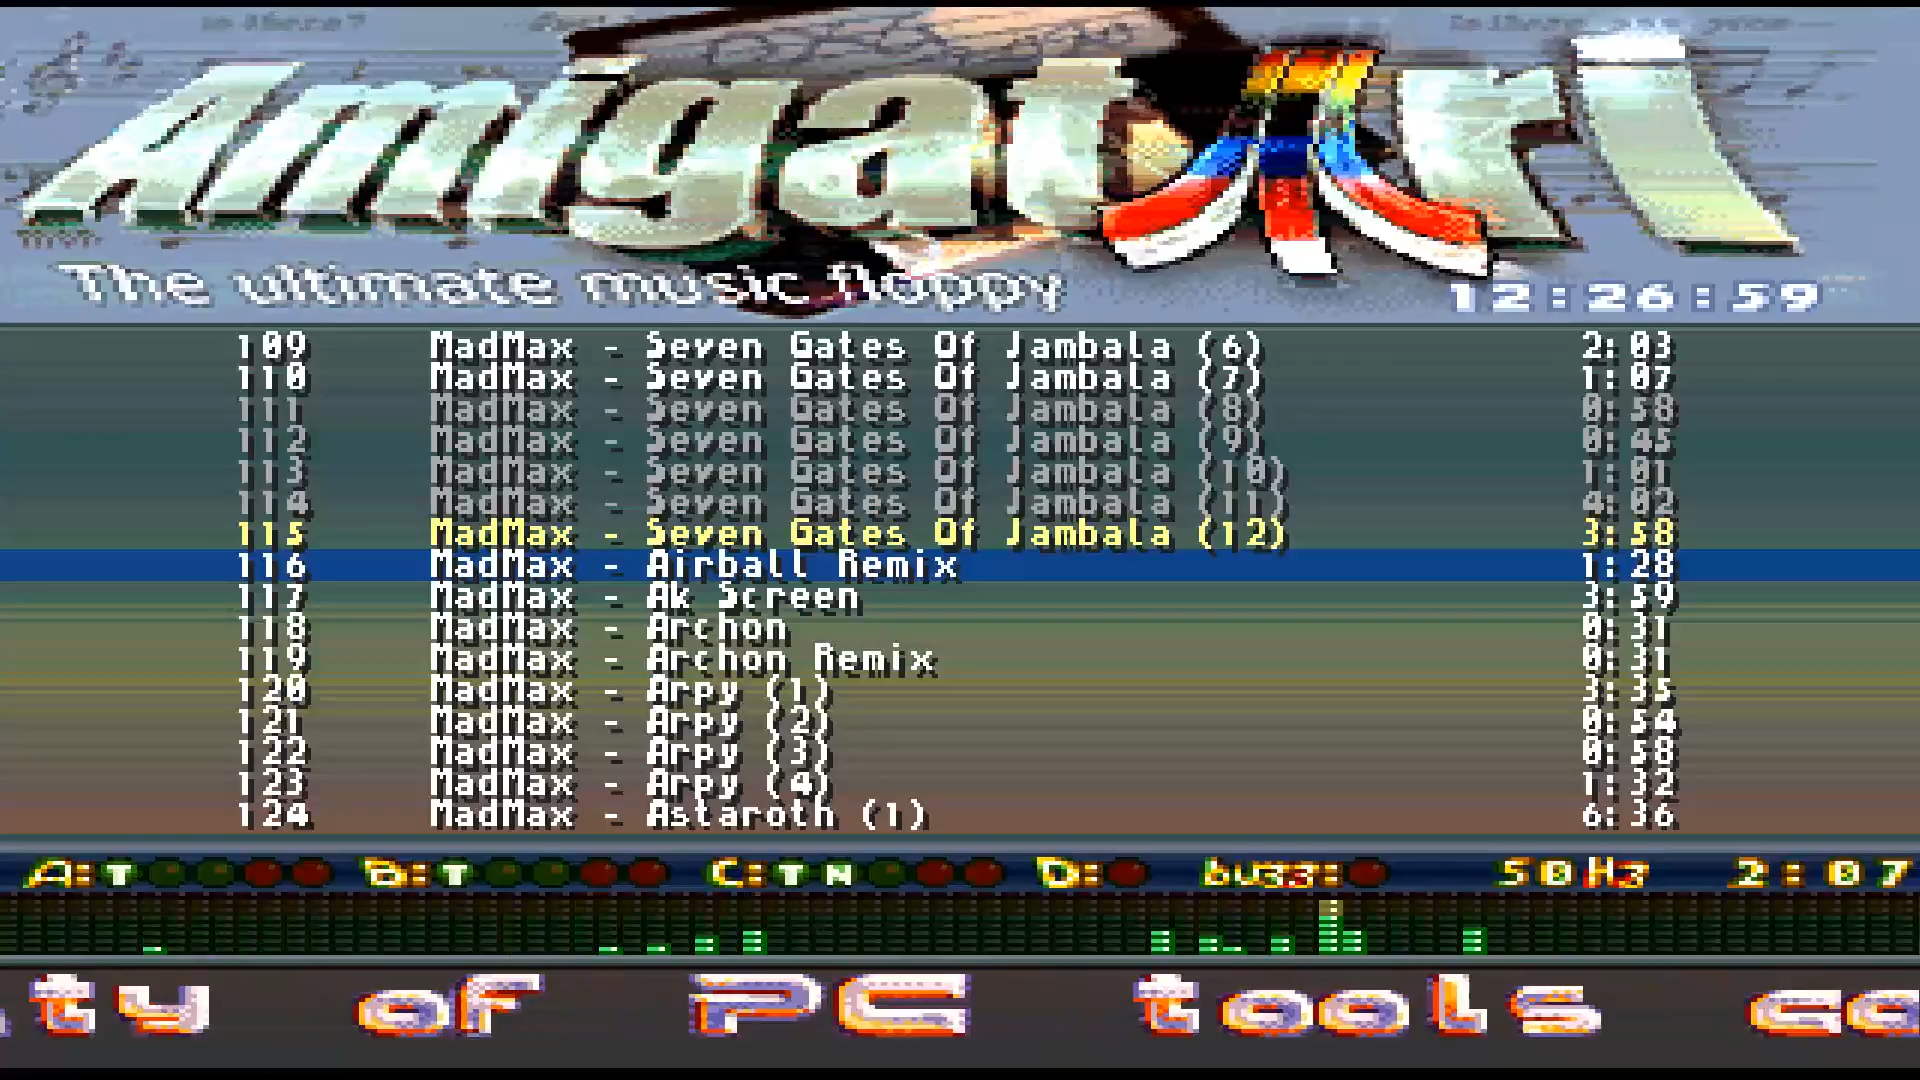 Amigatari
The ultimate music floppy
12:26:59
109 MadMax - Seven Gates Of Jambala (6) 2:03
110 MadMax - Seven Gates Of Jambala (7) 1:07
111 MadMax - Seven Gates Of Jambala (8) 0:58
112 MadMax - Seven Gates Of Jambala (9) 0:45
113 MadMax - Seven Gates Of Jambala (10) 1:01
114 MadMax - Seven Gates Of Jambala (11) 4:02
115 MadMax - Seven Gates Of Jambala (12) 3:58
116 MadMax - Airball Remix 1:28
117 MadMax - Ak Screen 3:59
118 MadMax - Archon 0:31
119 MadMax - Archon Remix 0:31
120 MadMax - Arpy (1) 3:35
121 MadMax - Arpy (2) 0:54
122 MadMax - Arpy (3) 0:58
123 MadMax - Arpy (4) 1:32
124 MadMax - Astaroth (1) 6:36
A:T B:T C:TN D: buzz: 50Hz 2:07
ty of PC tools co